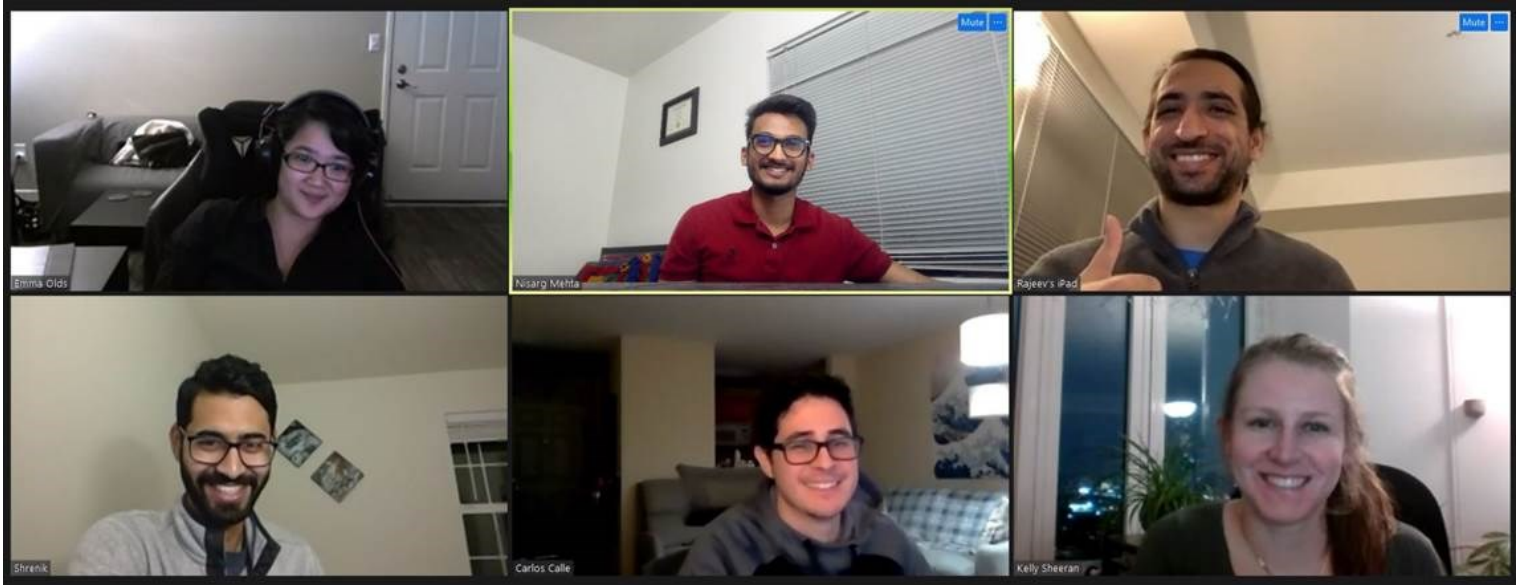 Mute ...
Mute ...
Emma Olds
Nisarg Mehta
Rajeev's iPad
Shrenik
Carlos Calle
Kelly Sheeran